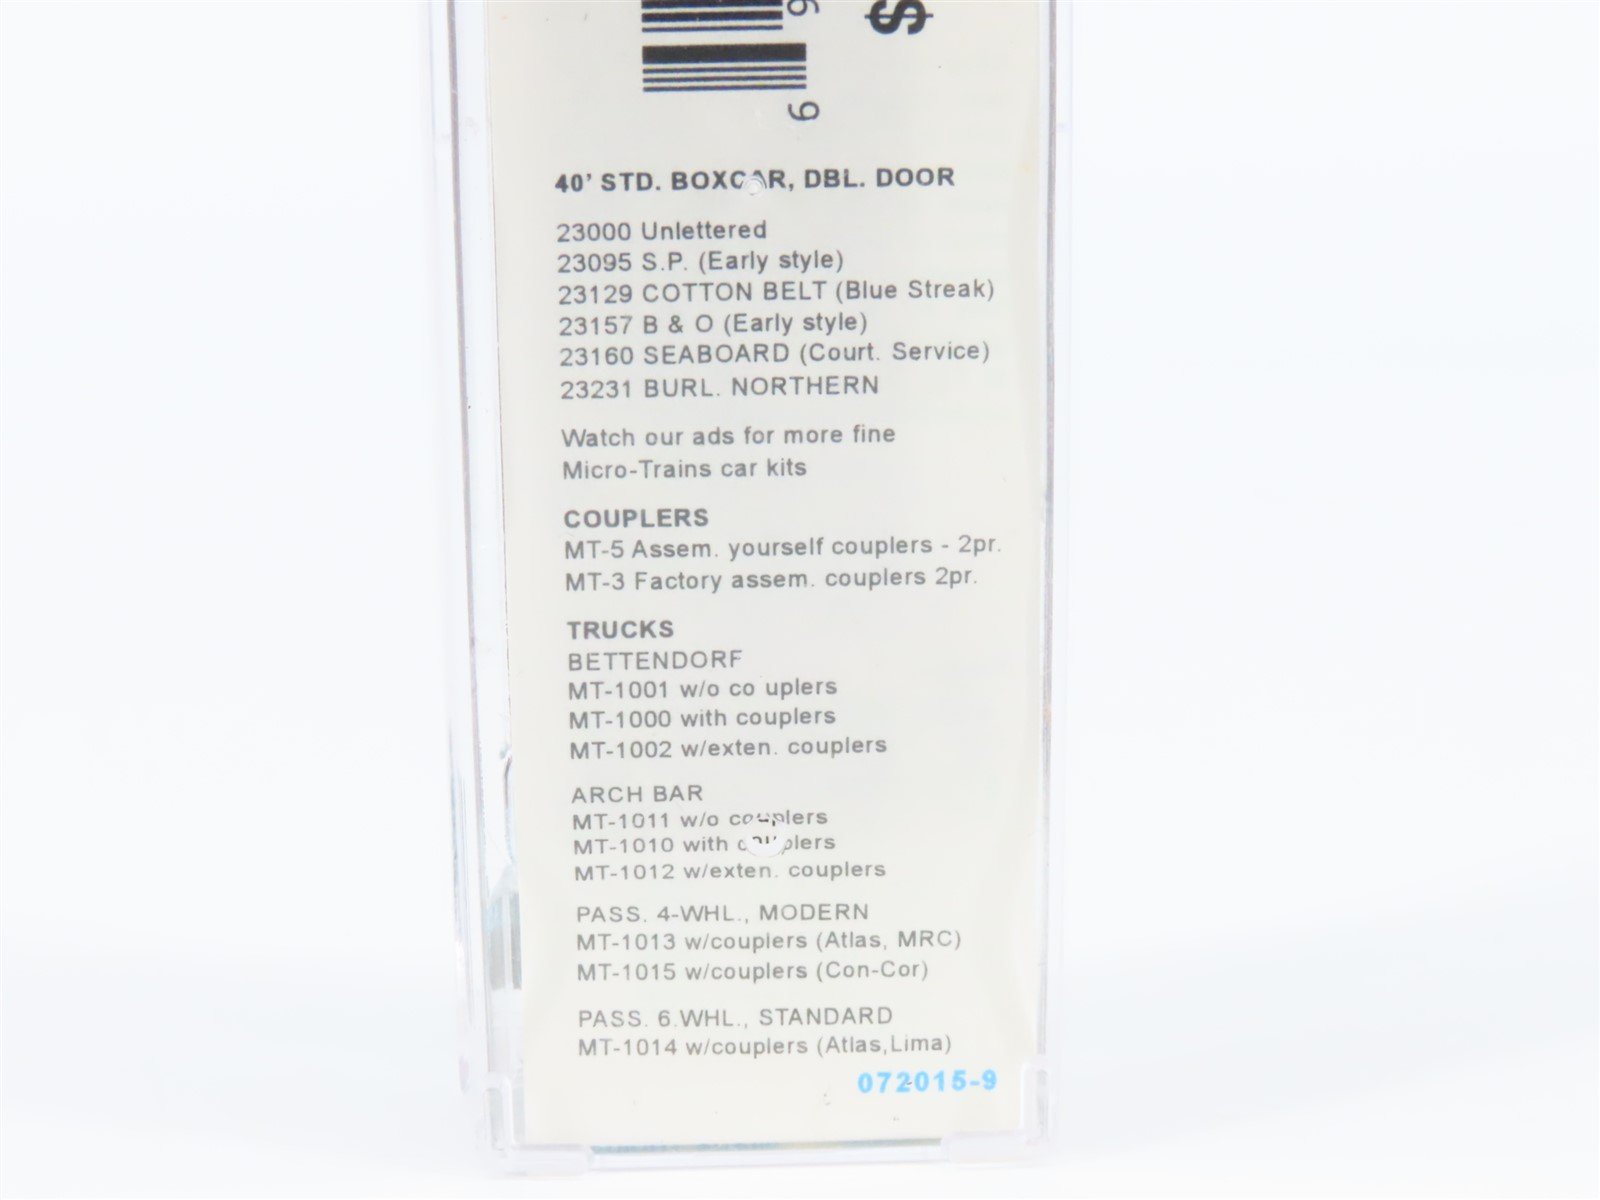 $
9
6
40' STD. BOXCAR, DBL. DOOR
23000 Unlettered
23095 S.P. (Early style)
23129 COTTON BELT (Blue Streak)
23157 B & O (Early style)
23160 SEABOARD (Court. Service)
23231 BURL. NORTHERN
Watch our ads for more fine
Micro-Trains car kits
COUPLERS
MT-5 Assem. yourself couplers - 2pr.
MT-3 Factory assem. couplers 2pr.
TRUCKS
BETTENDORF
MT-1001 w/o co uplers
MT-1000 with couplers
MT-1002 w/exten. couplers
ARCH BAR
MT-1011 w/o couplers
MT-1010 with couplers
MT-1012 w/exten. couplers
PASS. 4-WHL., MODERN
MT-1013 w/couplers (Atlas, MRC)
MT-1015 w/couplers (Con-Cor)
PASS. 6.WHL., STANDARD
MT-1014 w/couplers (Atlas,Lima)
072015-9